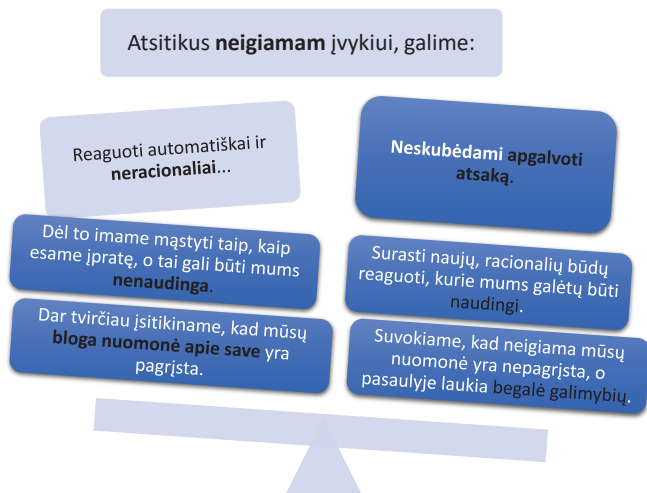 Atsitikus neigiamam įvykiui, galime:
Reaguoti automatiškai ir
neracionaliai...
Dėl to imame mąstyti taip, kaip
esame įpratę, o tai gali būti mums
nenaudinga.
Dar tvirčiau įsitikiname, kad mūsų
bloga nuomonė apie save yra
pagrįsta.
Neskubėdami apgalvoti
atsaką.
Surasti naujų, racionalių būdų
reaguoti, kurie mums galėtų būti
naudingi.
Suvokiame, kad neigiama mūsų
nuomonė yra nepagrįsta, o
pasaulyje laukia begalė galimybių.